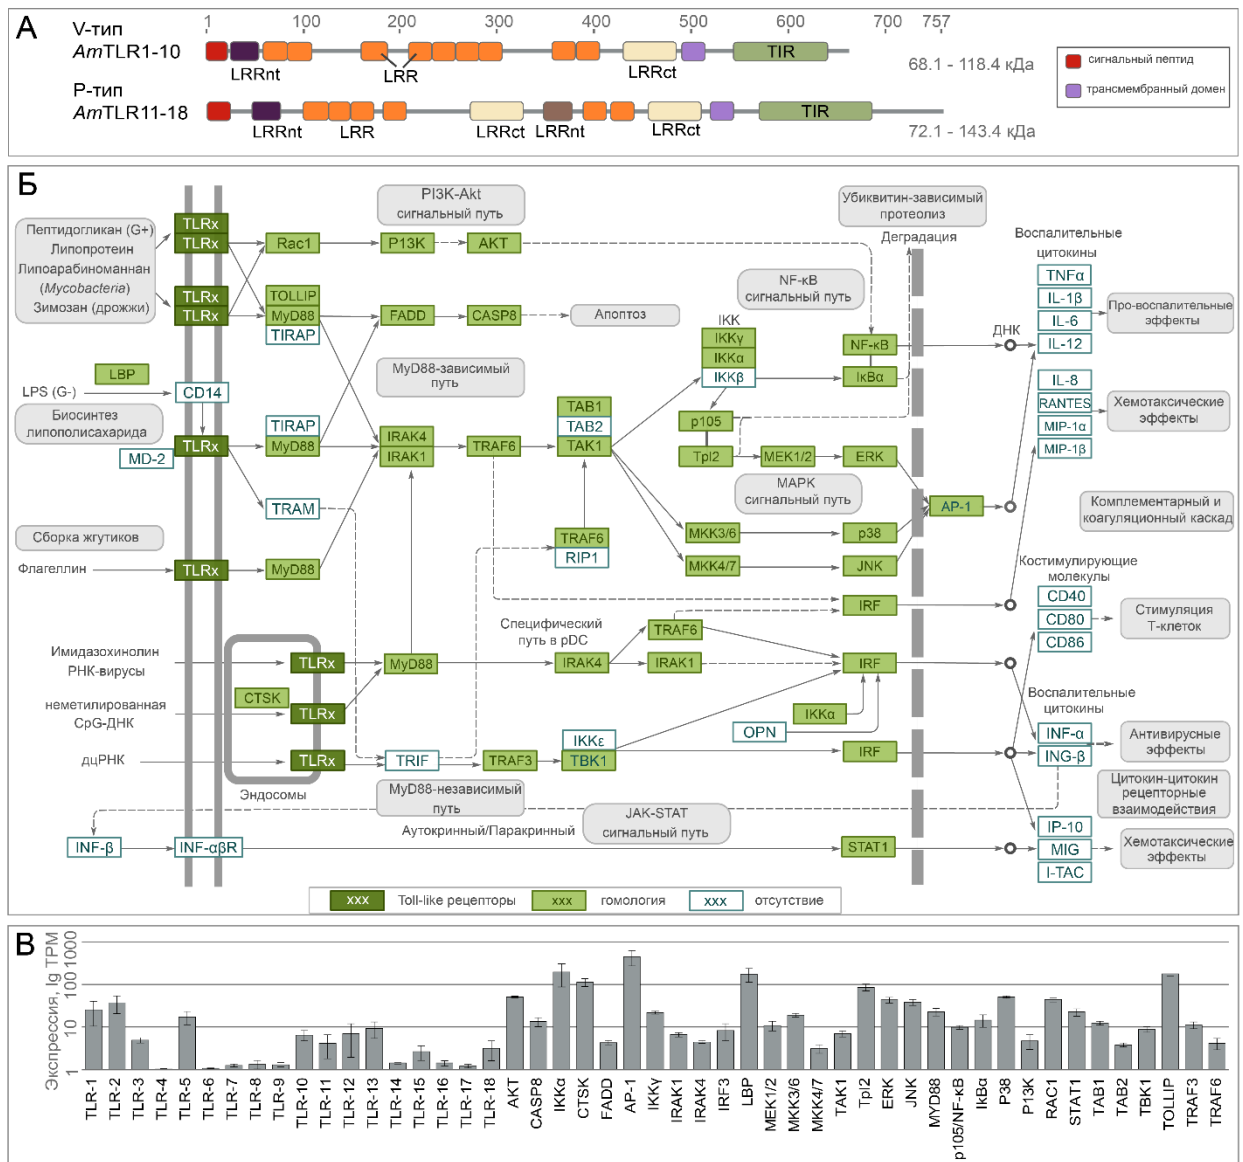 А
1 100 200 300 400 500 600 700 757
V-тип
AmTLR1-10
LRRnt
LRR
LRRct
TIR
68.1 - 118.4 кДа
P-тип
AmTLR11-18
LRRnt
LRR
LRRct
LRRnt
LRRct
TIR
72.1 - 143.4 кДа
сигнальный пептид
трансмембранный домен
Б
Пептидогликан (G+)
Липопротеин
Липоарабиноманнан
(Mycobacteria)
Зимозан (дрожжи)
TLRx
TLRx
TLRx
TLRx
Rac1
PI3K-Akt
сигнальный путь
P13K
AKT
TOLLIP
MyD88
TIRAP
FADD
CASP8
Апоптоз
Убиквитин-зависимый
протеолиз
Деградация
NF-κB
сигнальный путь
IKK
IKKγ
IKKα
IKKβ
NF-κB
IκBα
ДНК
Воспалительные
цитокины
TNFα
IL-1β
IL-6
IL-12
Про-воспалительные
эффекты
LBP
LPS (G-)
CD14
Биосинтез
липополисахарида
MD-2
TLRx
TIRAP
MyD88
TRAM
MyD88-зависимый
путь
IRAK4
IRAK1
TRAF6
TAB1
TAB2
TAK1
p105
Tpl2
MEK1/2
ERK
MAPK
сигнальный путь
IL-8
RANTES
MIP-1α
MIP-1β
Хемотаксические
эффекты
AP-1
Комплементарный и
коагуляционный каскад
Сборка жгутиков
Флагеллин
TLRx
MyD88
TRAF6
RIP1
MKK3/6
p38
MKK4/7
JNK
IRF
Костимулирующие
молекулы
CD40
CD80
CD86
Стимуляция
Т-клеток
Имидазохинолин
РНК-вирусы
TLRx
MyD88
Специфический
путь в pDC
IRAK4
TRAF6
IRAK1
IRF
CTSK
неметилированная
CpG-ДНК
TLRx
IKKα
OPN
Воспалительные
цитокины
INF-α
ING-β
Антивирусные
эффекты
дцРНК
TLRx
Эндосомы
TRIF
TRAF3
IKKε
TBK1
IRF
MyD88-независимый
путь
Цитокин-цитокин
рецепторные
взаимодействия
JAK-STAT
сигнальный путь
Аутокринный/Паракринный
INF-β
INF-αβR
STAT1
IP-10
MIG
I-TAC
Хемотаксические
эффекты
xxx Toll-like рецепторы
xxx гомология
xxx отсутствие
В
Экспрессия, lg TPM
1000
100
10
1
TLR-1
TLR-2
TLR-3
TLR-4
TLR-5
TLR-6
TLR-7
TLR-8
TLR-9
TLR-10
TLR-11
TLR-12
TLR-13
TLR-14
TLR-15
TLR-16
TLR-17
TLR-18
AKT
CASP8
IKKα
CTSK
FADD
AP-1
IKKγ
IRAK1
IRAK4
IRF3
LBP
MEK1/2
MKK3/6
MKK4/7
TAK1
Tpl2
ERK
JNK
MYD88
p105/NF-κB
IkBα
P38
P13K
RAC1
STAT1
TAB1
TAB2
TBK1
TOLLIP
TRAF3
TRAF6